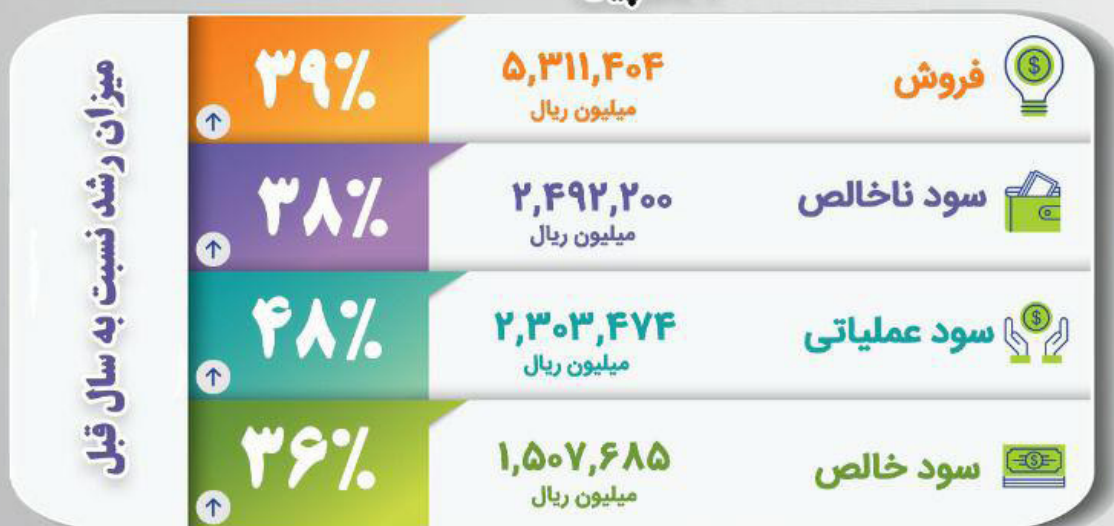 فروش
۵,۳۱۱,۴۰۴
میلیون ریال
۳۹%
سود ناخالص
۲,۴۹۲,۲۰۰
میلیون ریال
۳۸%
سود عملیاتی
۲,۳۰۳,۴۷۴
میلیون ریال
۴۸%
سود خالص
۱,۵۰۷,۶۸۵
میلیون ریال
۳۶%
میزان رشد نسبت به سال قبل